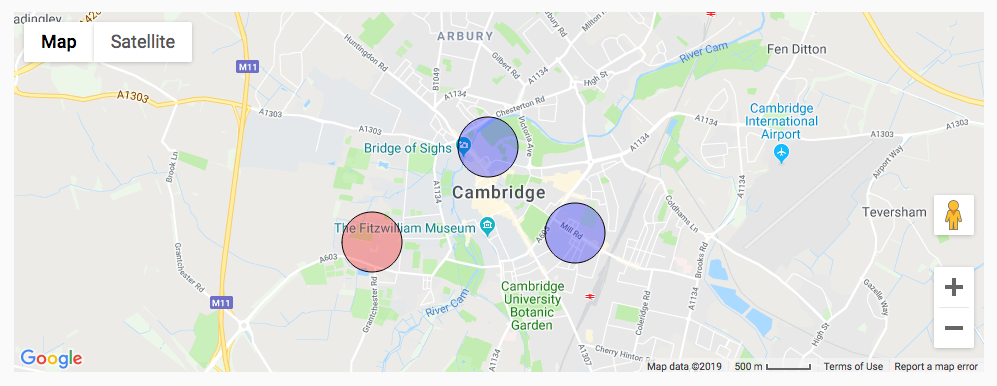 adingley
Map
Satellite
ARBURY
Huntingdon Rd
B1049
Gilbert Rd
Milton Rd
River Cam
Fen Ditton
M11
A1134
High St
A1303
A1134
Chesterton Rd
A1303
Victoria Ave
Cambridge
International
Airport
A1303
A1303
Bridge of Sighs
Brook Ln
Airport Way
A1134
Cambridge
A1134
Coldhams Ln
Teversham
The Fitzwilliam Museum
A603
Mill Rd
Grantchester Rd
A603
Brooks Rd
M11
Grantchester Rd
River Cam
Cambridge
University
Botanic
Garden
Coleridge Rd
Gazelle Way
High St
Cherry Hinton
Google
Map data ©2019
500 m
Terms of Use
Report a map error